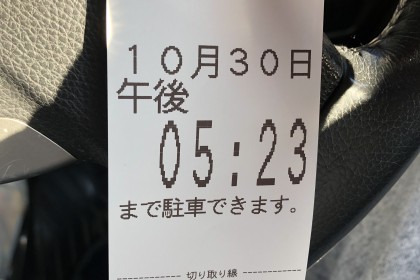 １０月３０日
午後
05:23
まで駐車できます。
---------- 切り取り線 ----------